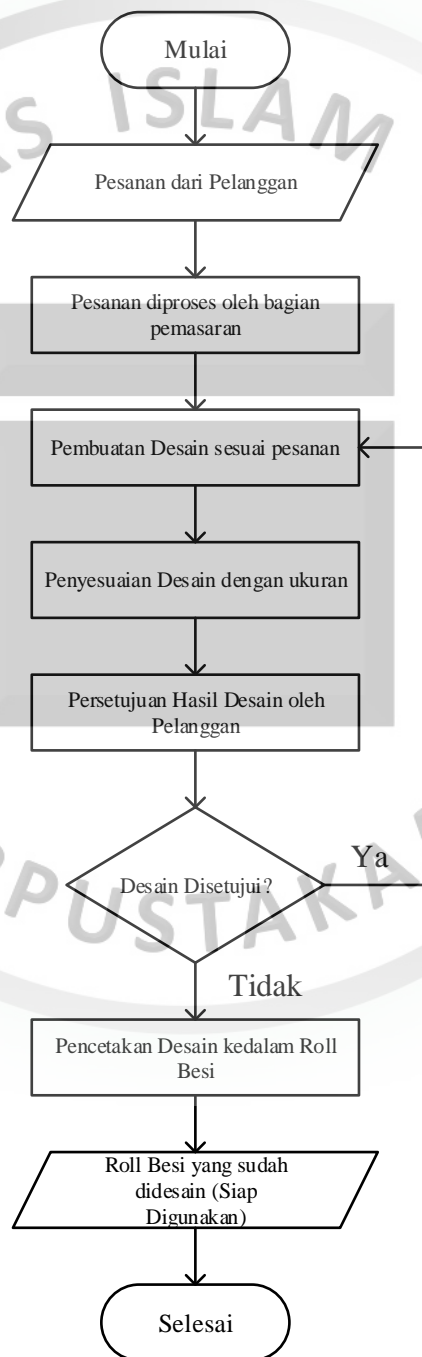 Mulai
ISLAM
Pesanan dari Pelanggan
Pesanan diproses oleh bagian
pemasaran
Pembuatan Desain sesuai pesanan
Penyesuaian Desain dengan ukuran
Persetujuan Hasil Desain oleh
Pelanggan
Ya
Desain Disetujui?
Tidak
Pencetakan Desain kedalam Roll
Besi
Roll Besi yang sudah
didesain (Siap
Digunakan)
Selesai